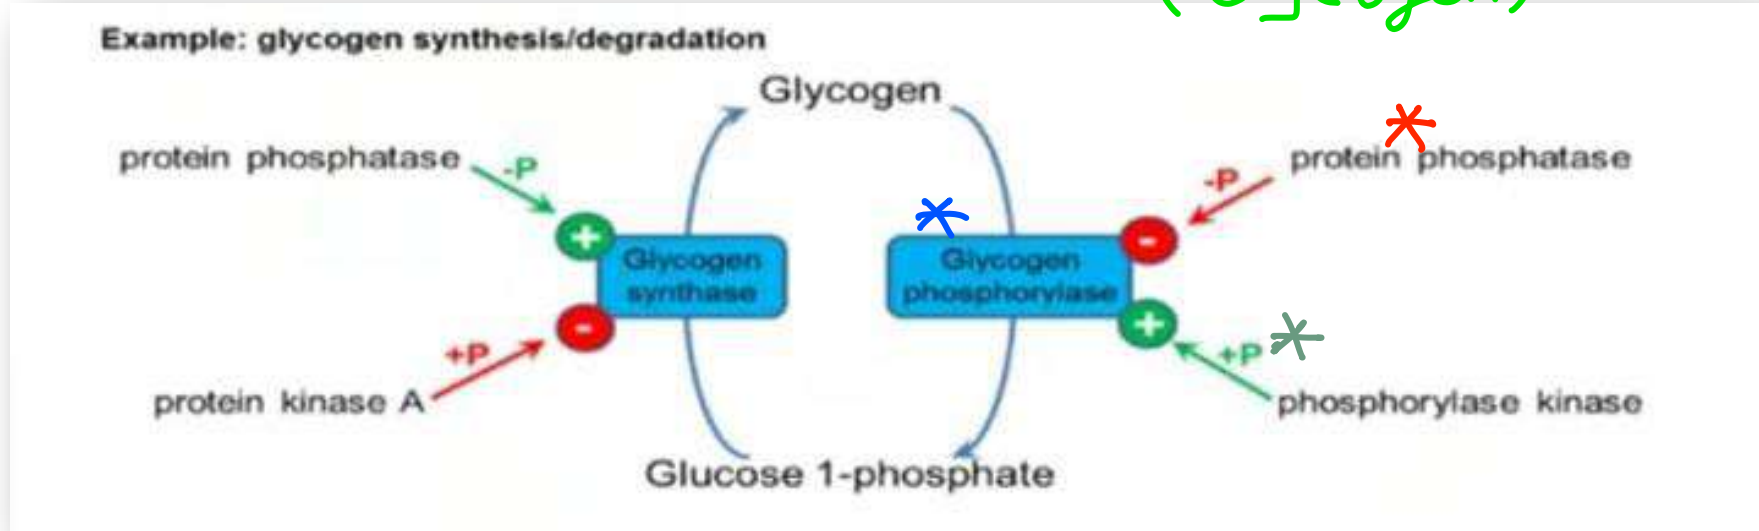 Example: glycogen synthesis/degradation
Glycogen
protein phosphatase
-P
+
Glycogen
synthase
-
+P
protein kinase A
protein phosphatase
-P
-
Glycogen
phosphorylase
+
+P
phosphorylase kinase
Glucose 1-phosphate